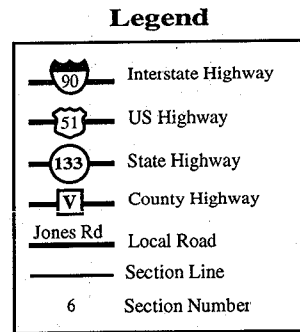 Legend
90 Interstate Highway
51 US Highway
133 State Highway
V County Highway
Jones Rd Local Road
Section Line
6 Section Number